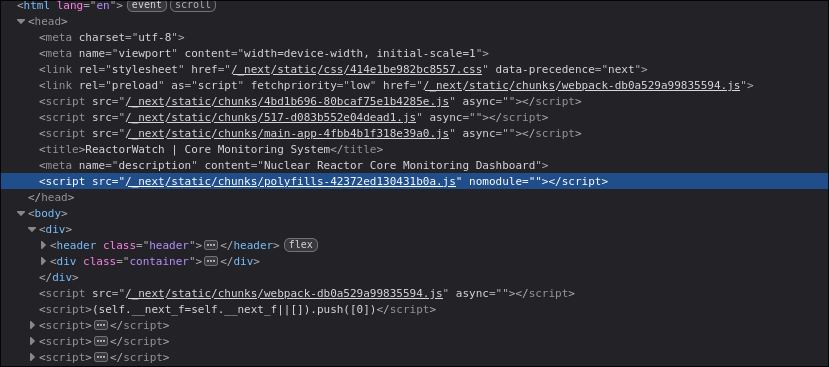 <html lang="en"> event scroll
<head>
<meta charset="utf-8">
<meta name="viewport" content="width=device-width, initial-scale=1">
<link rel="stylesheet" href="/_next/static/css/414e1be982bc8557.css" data-precedence="next">
<link rel="preload" as="script" fetchpriority="low" href="/_next/static/chunks/webpack-db0a529a99835594.js">
<script src="/_next/static/chunks/4bd1b696-80bcaf75e1b4285e.js" async=""></script>
<script src="/_next/static/chunks/517-d083b552e04dead1.js" async=""></script>
<script src="/_next/static/chunks/main-app-4fbb4b1f318e39a0.js" async=""></script>
<title>ReactorWatch | Core Monitoring System</title>
<meta name="description" content="Nuclear Reactor Core Monitoring Dashboard">
<script src="/_next/static/chunks/polyfills-42372ed130431b0a.js" nomodule=""></script>
</head>
<body>
<div>
<header class="header">...</header> flex
<div class="container">...</div>
</div>
<script src="/_next/static/chunks/webpack-db0a529a99835594.js" async=""></script>
<script>(self.__next_f=self.__next_f||[]).push([0])</script>
<script>...</script>
<script>...</script>
<script>...</script>